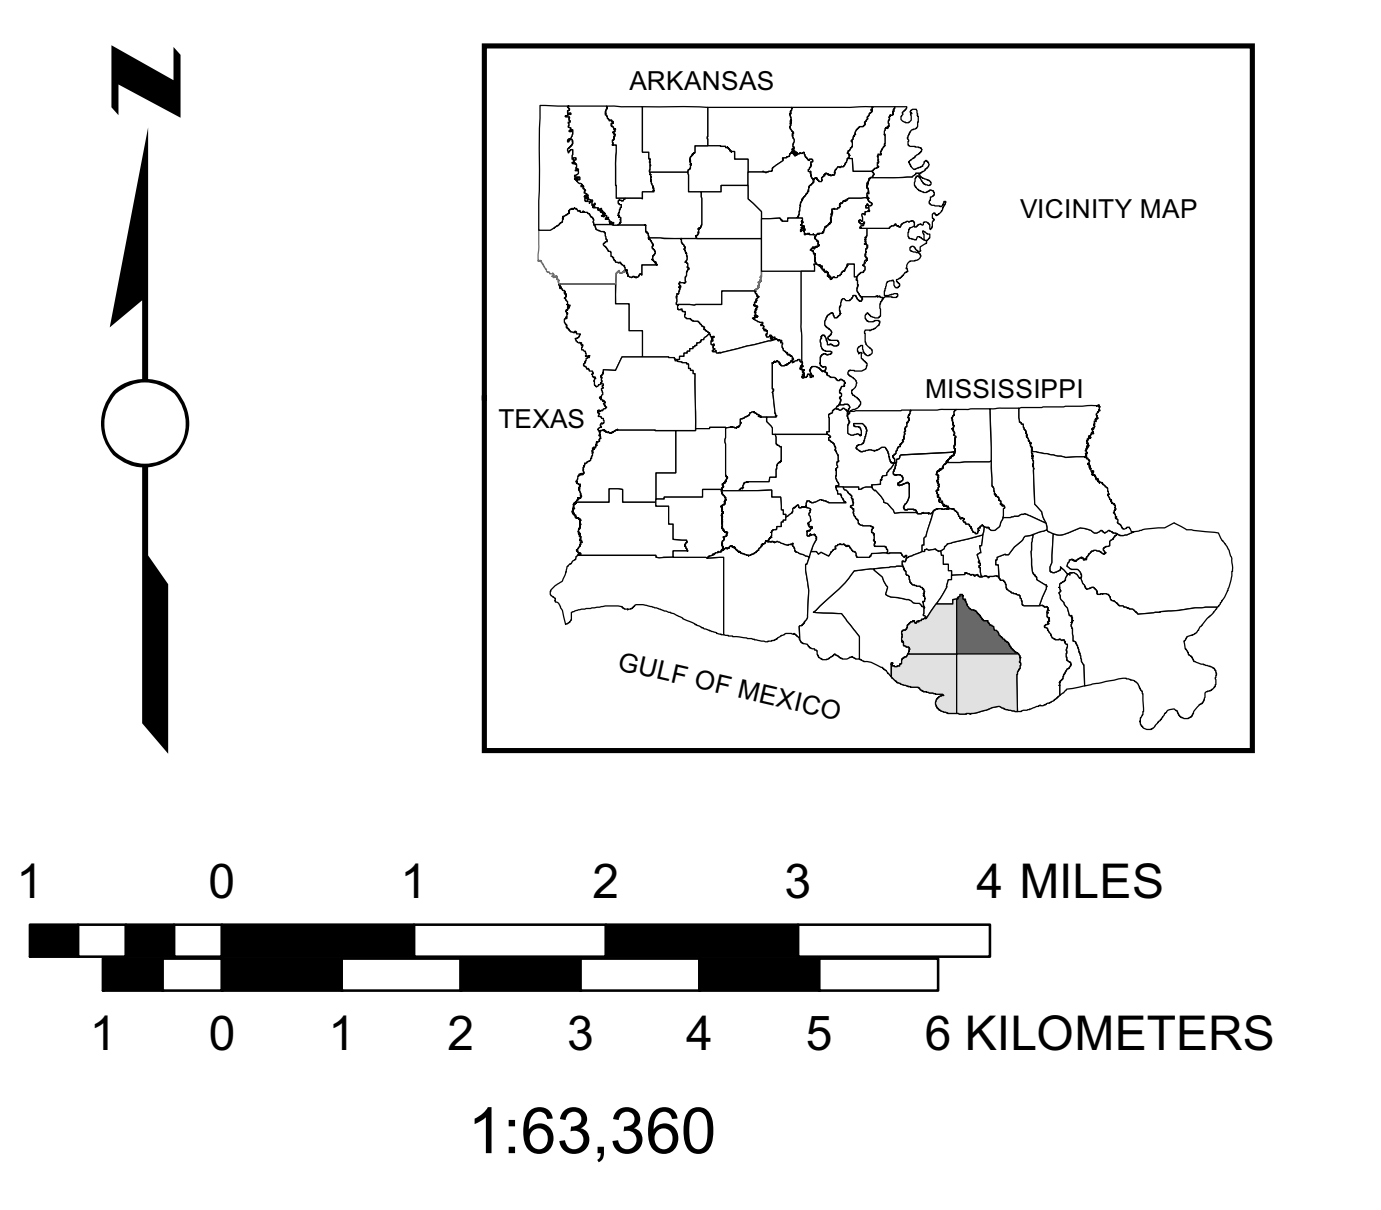 N
ARKANSAS
VICINITY MAP
MISSISSIPPI
TEXAS
GULF OF MEXICO
1 0 1 2 3 4 MILES
1 0 1 2 3 4 5 6 KILOMETERS
1:63,360